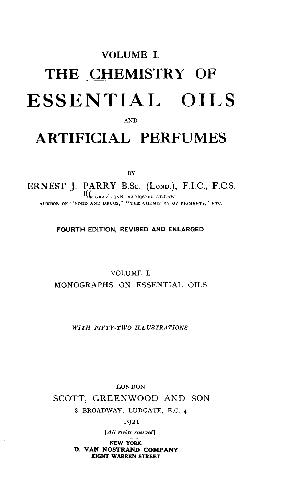 VOLUME I.
THE CHEMISTRY OF
ESSENTIAL OILS
AND
ARTIFICIAL PERFUMES
BY
ERNEST J. PARRY B.Sc. (Lond.), F.I.C., F.C.S.
AUTHOR OF "FOOD AND DRUGS," "THE CHEMISTRY OF PIGMENTS," ETC.
FOURTH EDITION, REVISED AND ENLARGED
VOLUME I.
MONOGRAPHS ON ESSENTIAL OILS
WITH FIFTY-TWO ILLUSTRATIONS
LONDON
SCOTT, GREENWOOD AND SON
8 BROADWAY, LUDGATE, E.C. 4
1921
[All rights reserved]
NEW YORK
D. VAN NOSTRAND COMPANY
EIGHT WARREN STREET